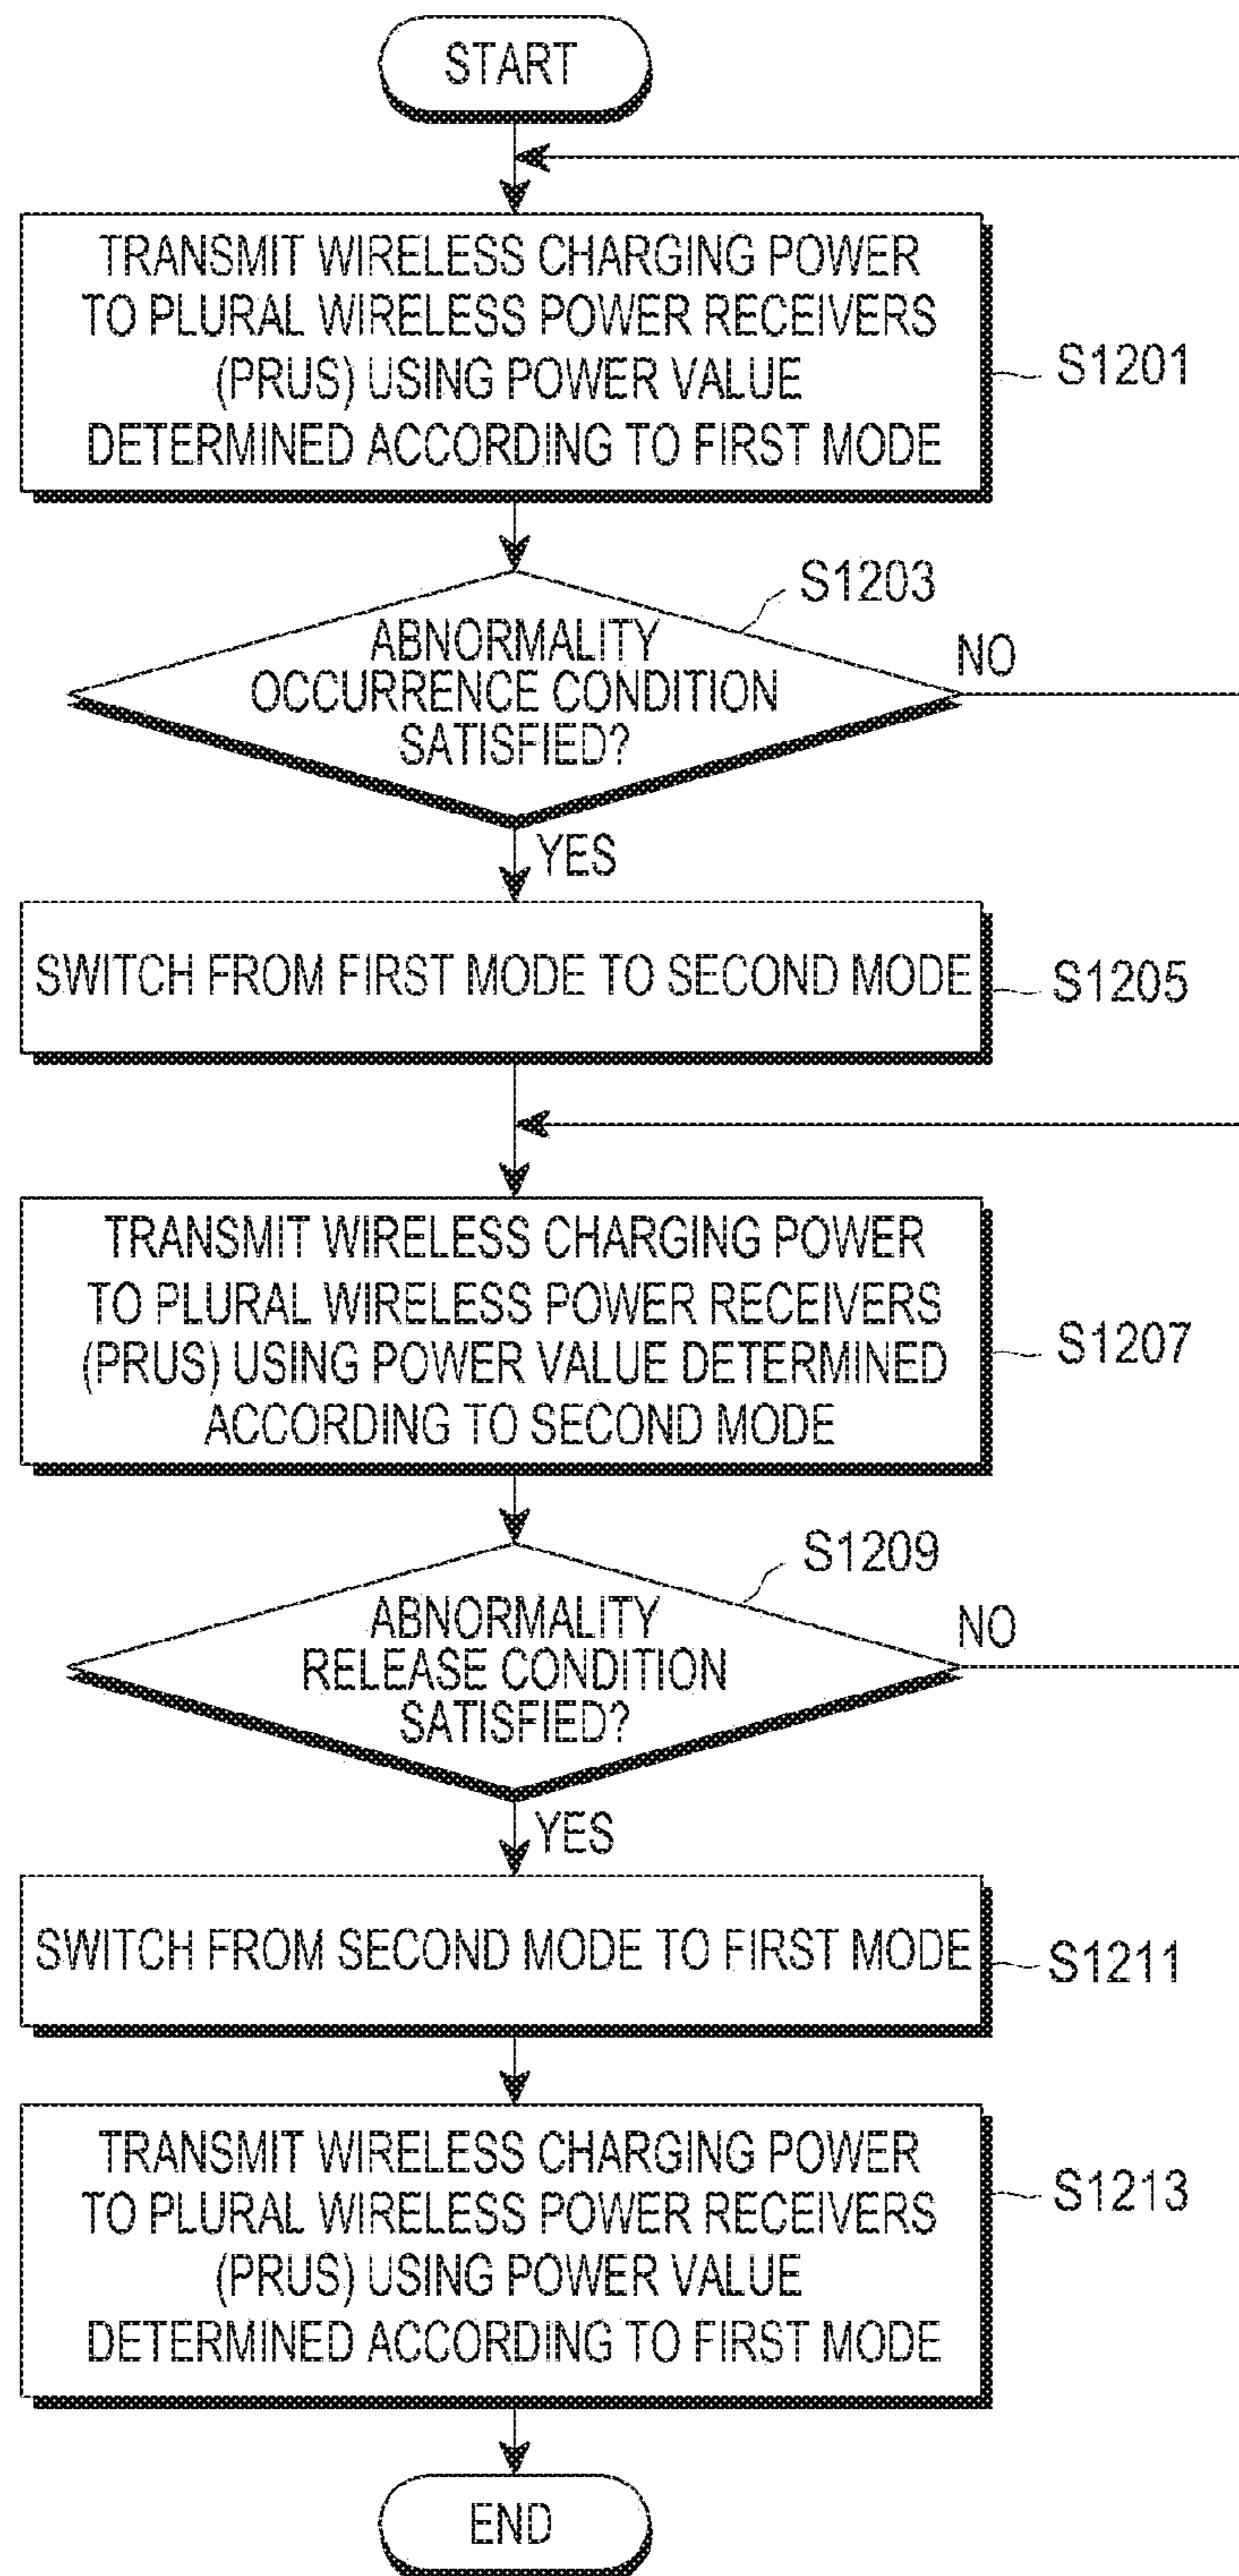 START
TRANSMIT WIRELESS CHARGING POWER
TO PLURAL WIRELESS POWER RECEIVERS
(PRUS) USING POWER VALUE
DETERMINED ACCORDING TO FIRST MODE
S1201
S1203
ABNORMALITY
OCCURRENCE CONDITION
SATISFIED?
NO
YES
SWITCH FROM FIRST MODE TO SECOND MODE
S1205
TRANSMIT WIRELESS CHARGING POWER
TO PLURAL WIRELESS POWER RECEIVERS
(PRUS) USING POWER VALUE DETERMINED
ACCORDING TO SECOND MODE
S1207
S1209
ABNORMALITY
RELEASE CONDITION
SATISFIED?
NO
YES
SWITCH FROM SECOND MODE TO FIRST MODE
S1211
TRANSMIT WIRELESS CHARGING POWER
TO PLURAL WIRELESS POWER RECEIVERS
(PRUS) USING POWER VALUE
DETERMINED ACCORDING TO FIRST MODE
S1213
END